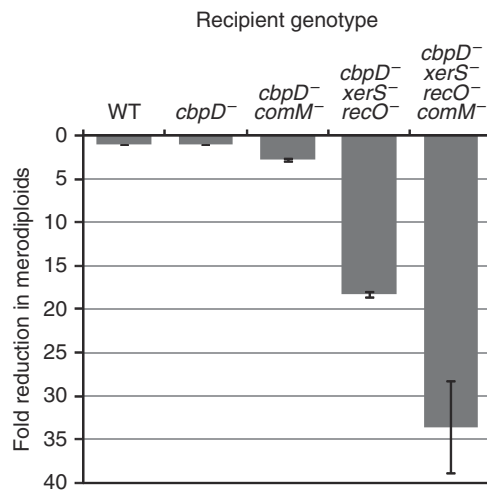 Recipient genotype
WT
cbpD⁻
cbpD⁻
comM⁻
cbpD⁻
xerS⁻
recO⁻
cbpD⁻
xerS⁻
recO⁻
comM⁻
Fold reduction in merodiploids
0
5
10
15
20
25
30
35
40